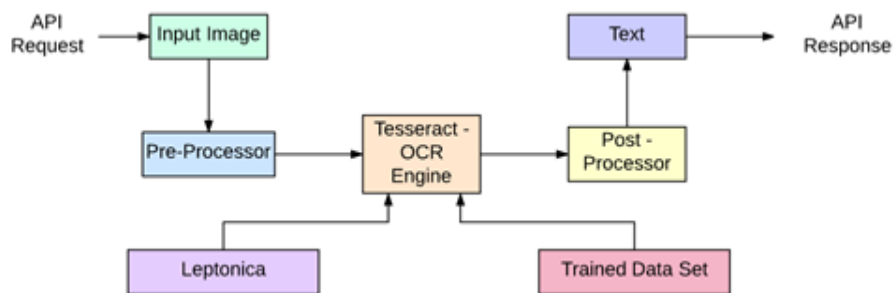 API
Request
Input Image
Text
API
Response
Pre-Processor
Tesseract -
OCR
Engine
Post -
Processor
Leptonica
Trained Data Set